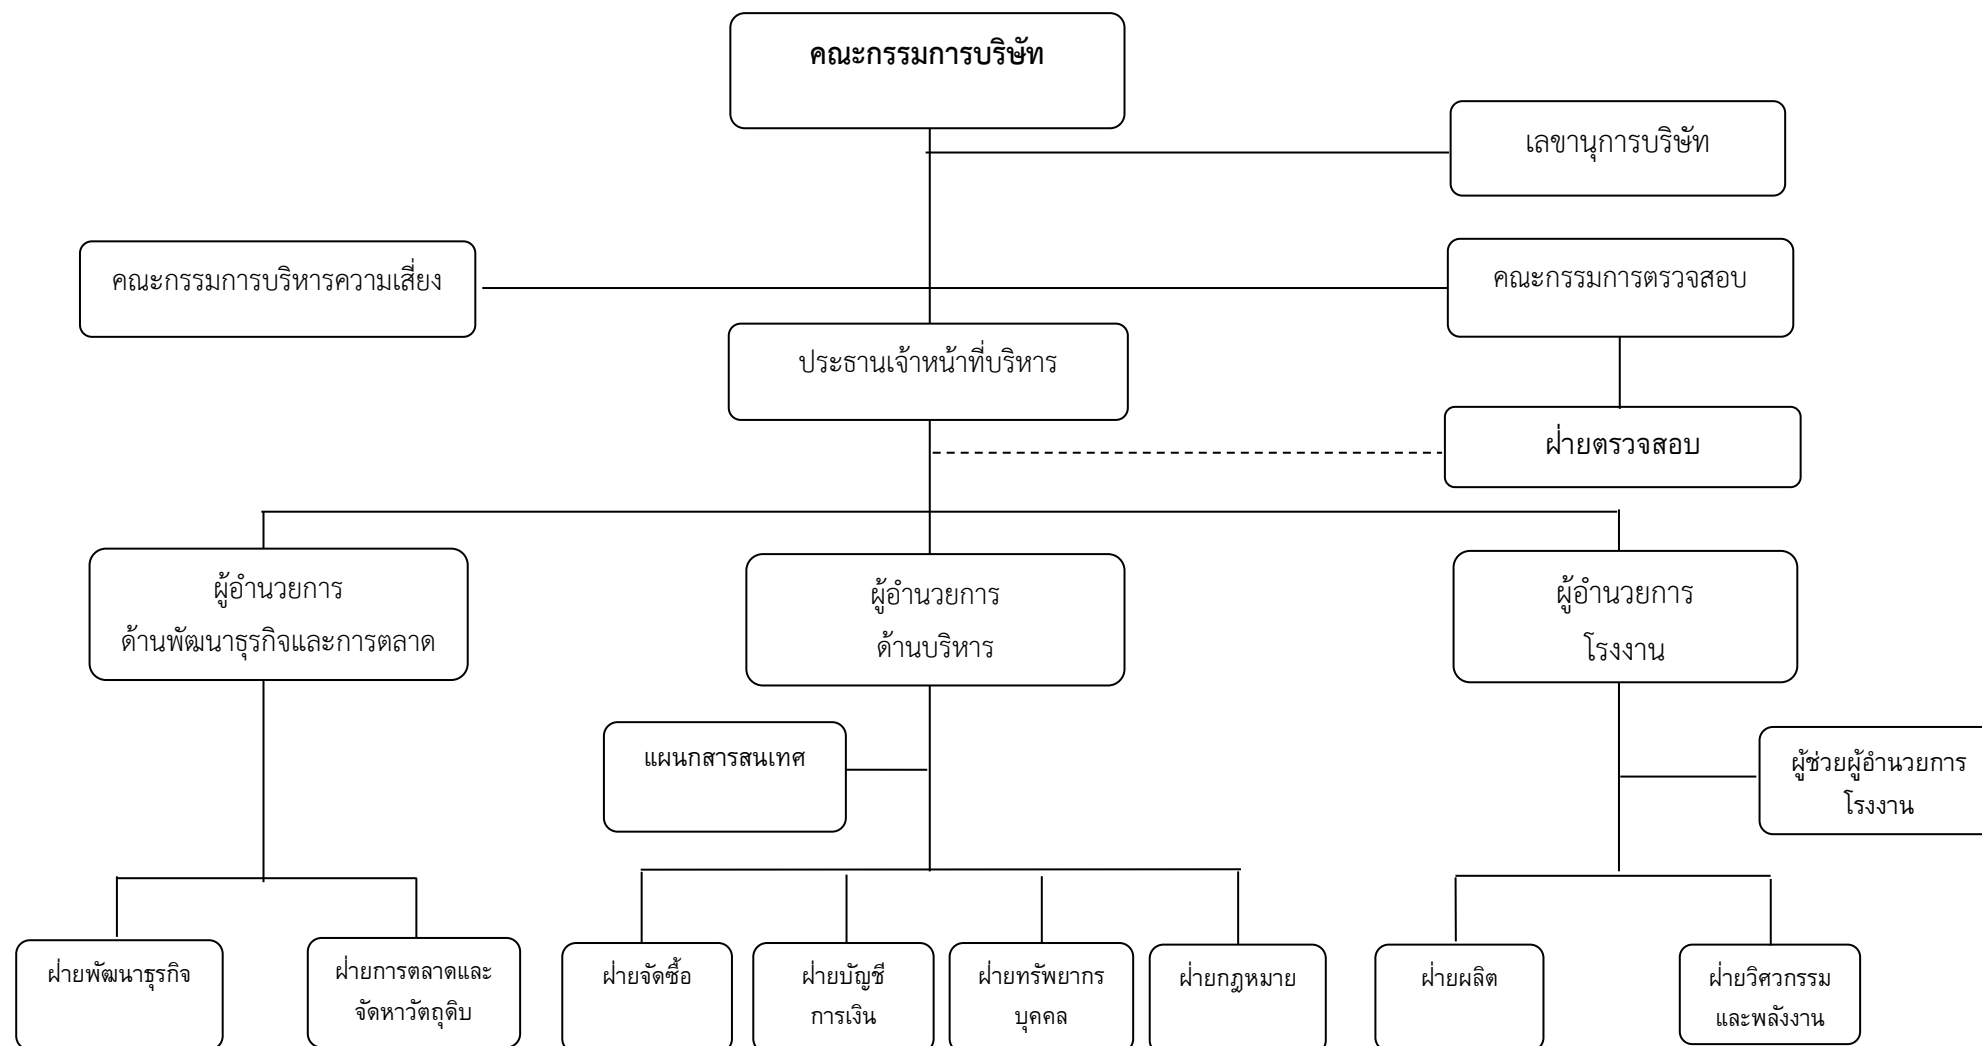 คณะกรรมการบริษัท
เลขานุการบริษัท
คณะกรรมการบริหารความเสี่ยง
คณะกรรมการตรวจสอบ
ประธานเจ้าหน้าที่บริหาร
ฝ่ายตรวจสอบ
ผู้อำนวยการ
ด้านพัฒนาธุรกิจและการตลาด
ผู้อำนวยการ
ด้านบริหาร
ผู้อำนวยการ
โรงงาน
แผนกสารสนเทศ
ผู้ช่วยผู้อำนวยการ
โรงงาน
ฝ่ายพัฒนาธุรกิจ
ฝ่ายการตลาดและ
จัดหาวัตถุดิบ
ฝ่ายจัดซื้อ
ฝ่ายบัญชี
การเงิน
ฝ่ายทรัพยากร
บุคคล
ฝ่ายกฎหมาย
ฝ่ายผลิต
ฝ่ายวิศวกรรม
และพลังงาน